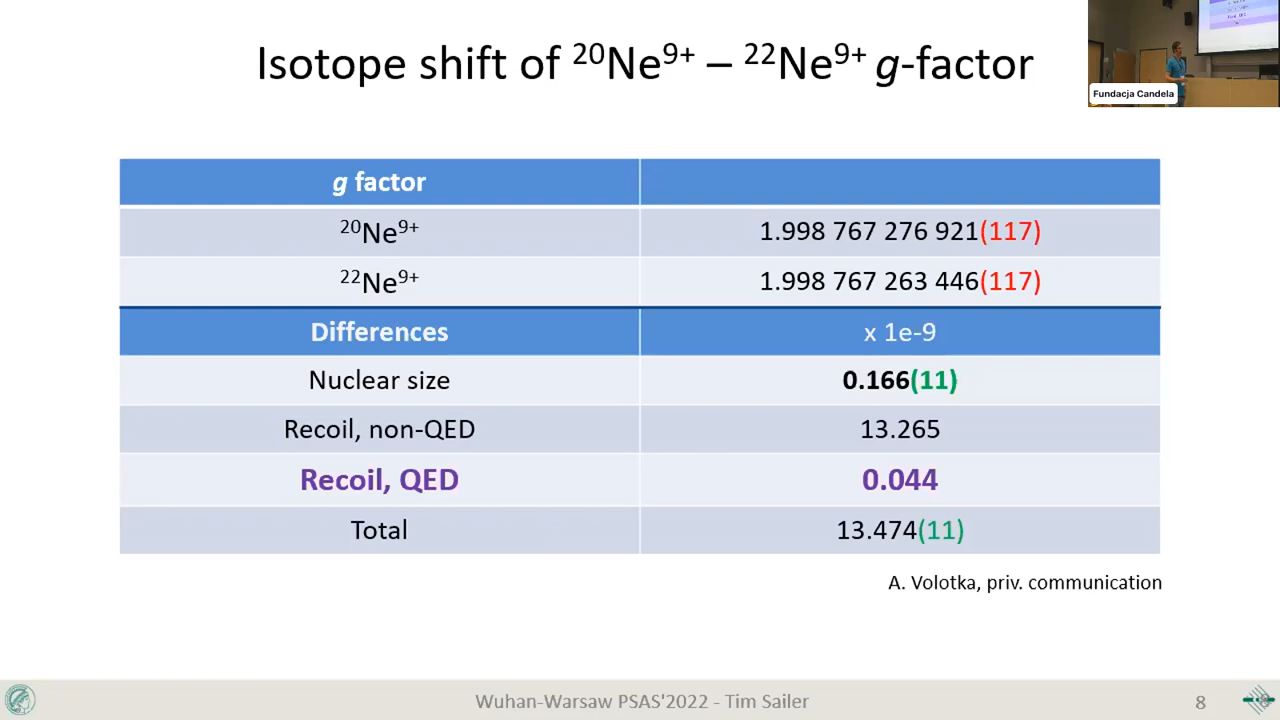 Isotope shift of ²⁰Ne⁹⁺ – ²²Ne⁹⁺ g-factor
Fundacja Candela
g factor
²⁰Ne⁹⁺ 1.998 767 276 921(117)
²²Ne⁹⁺ 1.998 767 263 446(117)
Differences x 1e-9
Nuclear size 0.166(11)
Recoil, non-QED 13.265
Recoil, QED 0.044
Total 13.474(11)
A. Volotka, priv. communication
Wuhan-Warsaw PSAS'2022 - Tim Sailer
8